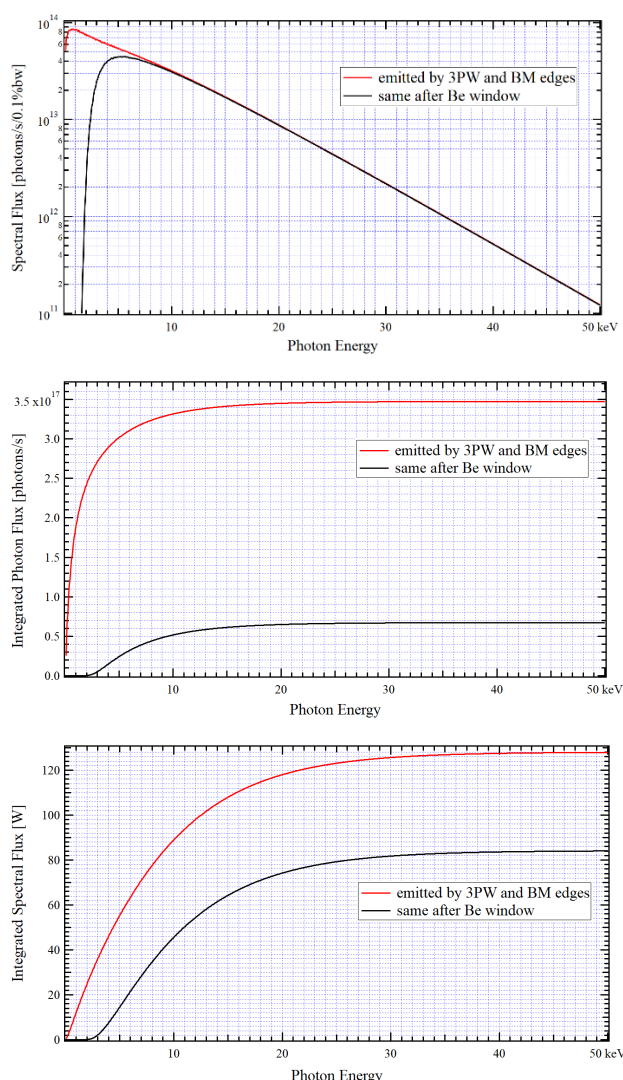 10^14
8
6
4
2
10^13
8
6
4
2
10^12
8
6
4
2
10^11
Spectral Flux [photons/s/0.1%bw]
emitted by 3PW and BM edges
same after Be window
10 20 30 40 50 keV
Photon Energy
3.5 x10^17
3.0
2.5
2.0
1.5
1.0
0.5
0.0
Integrated Photon Flux [photons/s]
emitted by 3PW and BM edges
same after Be window
10 20 30 40 50 keV
Photon Energy
120
100
80
60
40
20
0
Integrated Spectral Flux [W]
emitted by 3PW and BM edges
same after Be window
10 20 30 40 50 keV
Photon Energy